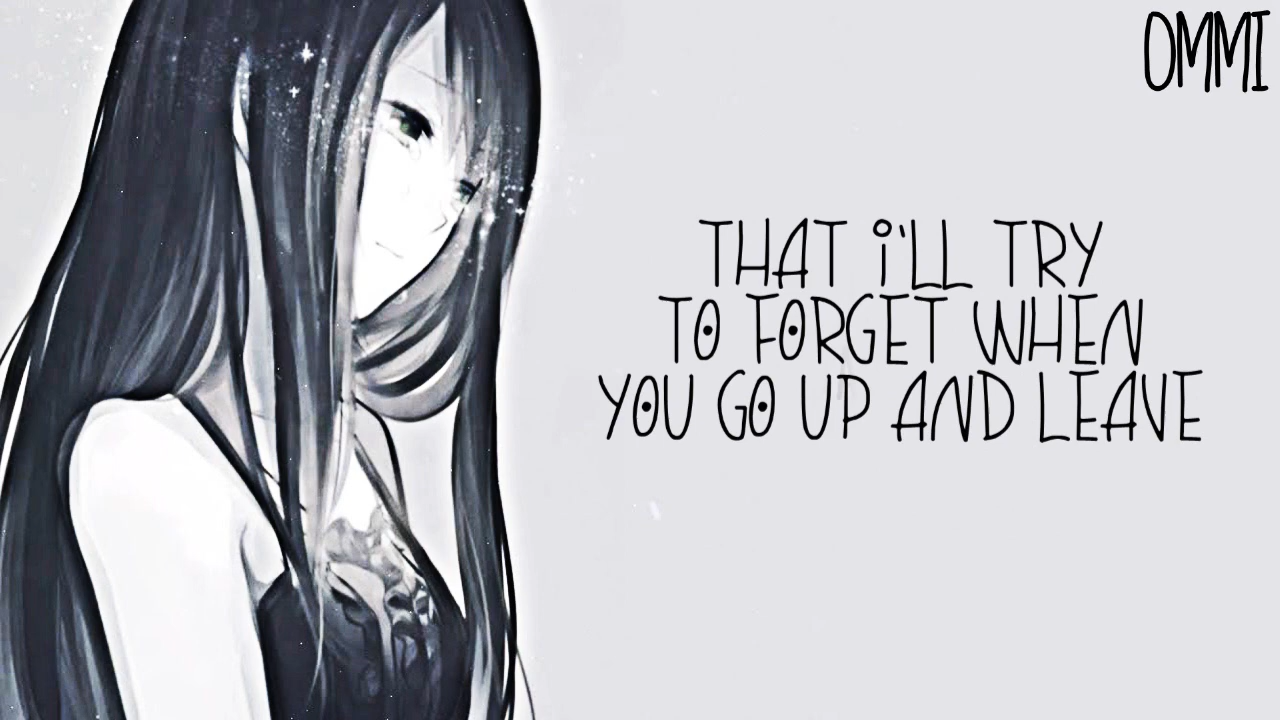 OMMI
THAT i'LL TRY
TO FORGET WHEN
YOU GO UP AND LEAVE